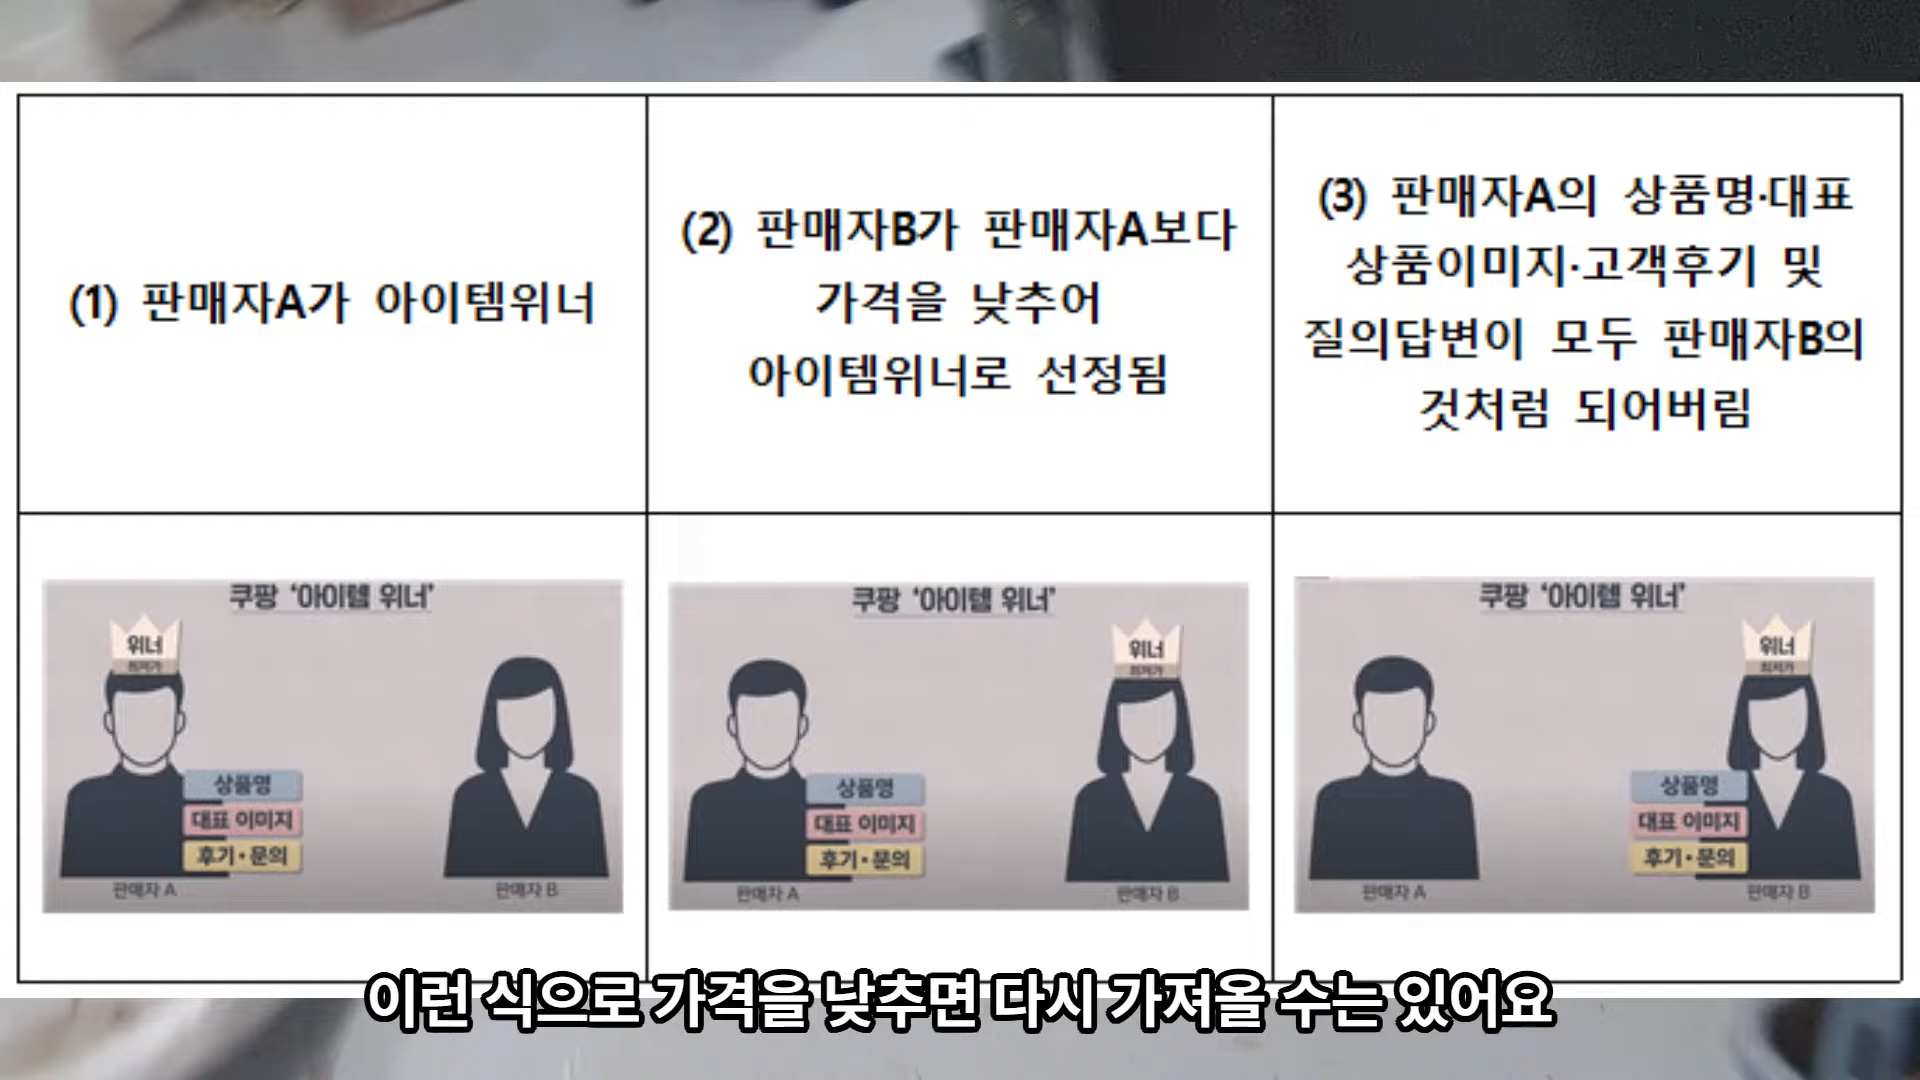 (1) 판매자A가 아이템위너
(2) 판매자B가 판매자A보다
가격을 낮추어
아이템위너로 선정됨
(3) 판매자A의 상품명·대표
상품이미지·고객후기 및
질의답변이 모두 판매자B의
것처럼 되어버림
쿠팡 ‘아이템 위너’
위너
최저가
상품명
대표 이미지
후기·문의
판매자 A
판매자 B
쿠팡 ‘아이템 위너’
위너
최저가
상품명
대표 이미지
후기·문의
판매자 A
판매자 B
쿠팡 ‘아이템 위너’
위너
최저가
상품명
대표 이미지
후기·문의
판매자 A
판매자 B
이런 식으로 가격을 낮추면 다시 가져올 수는 있어요